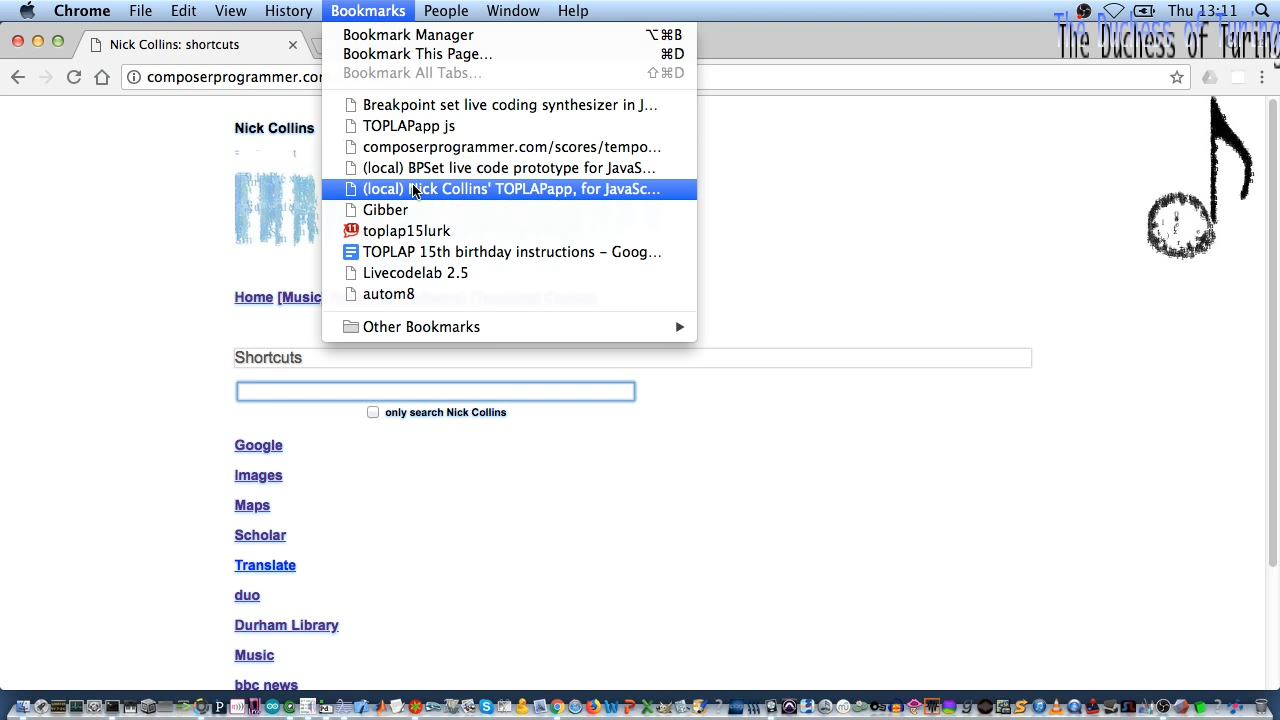 Chrome File Edit View History Bookmarks People Window Help Thu 13:11
The Duchess of Turing
Nick Collins: shortcuts
Bookmark Manager ⌥⌘B
Bookmark This Page... ⌘D
Bookmark All Tabs... ⇧⌘D
composerprogrammer.co
Breakpoint set live coding synthesizer in J...
TOPLAPapp js
composerprogrammer.com/scores/tempo...
(local) BPSet live code prototype for JavaS...
(local) Nick Collins' TOPLAPapp, for JavaSc...
Gibber
toplap15lurk
TOPLAP 15th birthday instructions – Goog...
Livecodelab 2.5
autom8
Other Bookmarks
Nick Collins
Home [Music
Shortcuts
only search Nick Collins
Google
Images
Maps
Scholar
Translate
duo
Durham Library
Music
bbc news